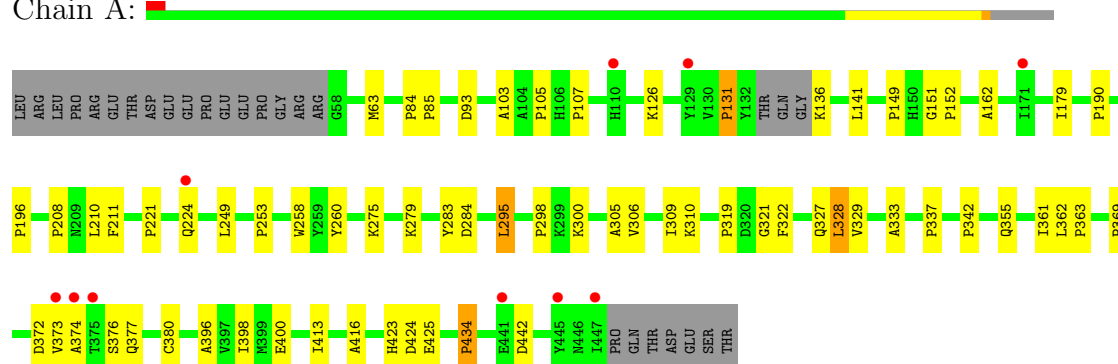 Chain A:
LEU ARG LEU PRO ARG GLU THR ASP GLU GLU PRO GLU GLU PRO GLY ARG ARG G58 M63 P84 P85 D93 A103 A104 P105 H106 P107 H110 K126 Y129 V130 P131 Y132 THR GLN GLY K136 L141 P149 H150 G151 P152 A162 I171 I179 P190
P196 P208 N209 L210 F211 P221 Q224 L249 P253 W258 Y259 Y260 K275 K279 Y283 D284 L295 P298 K299 K300 A305 V306 I309 K310 P319 D320 G321 F322 Q327 L328 V329 A333 P337 P342 Q355 I361 L362 P363
D372 V373 A374 T375 S376 Q377 C380 A396 V397 I398 M399 E400 I413 A416 H423 D424 E425 P434 E441 D442 Y445 N446 I447 PRO GLN THR ASP GLU SER THR